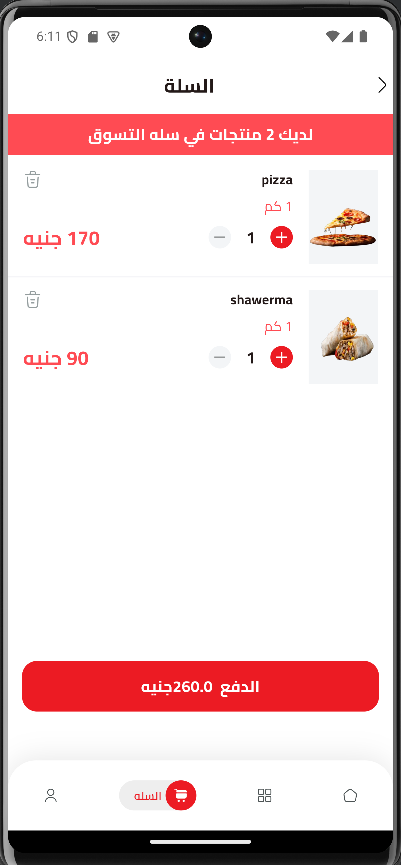 6:11
السلة
لديك 2 منتجات في سله التسوق
pizza
1 كم
1
170 جنيه
shawerma
1 كم
1
90 جنيه
الدفع 260.0جنيه
السله